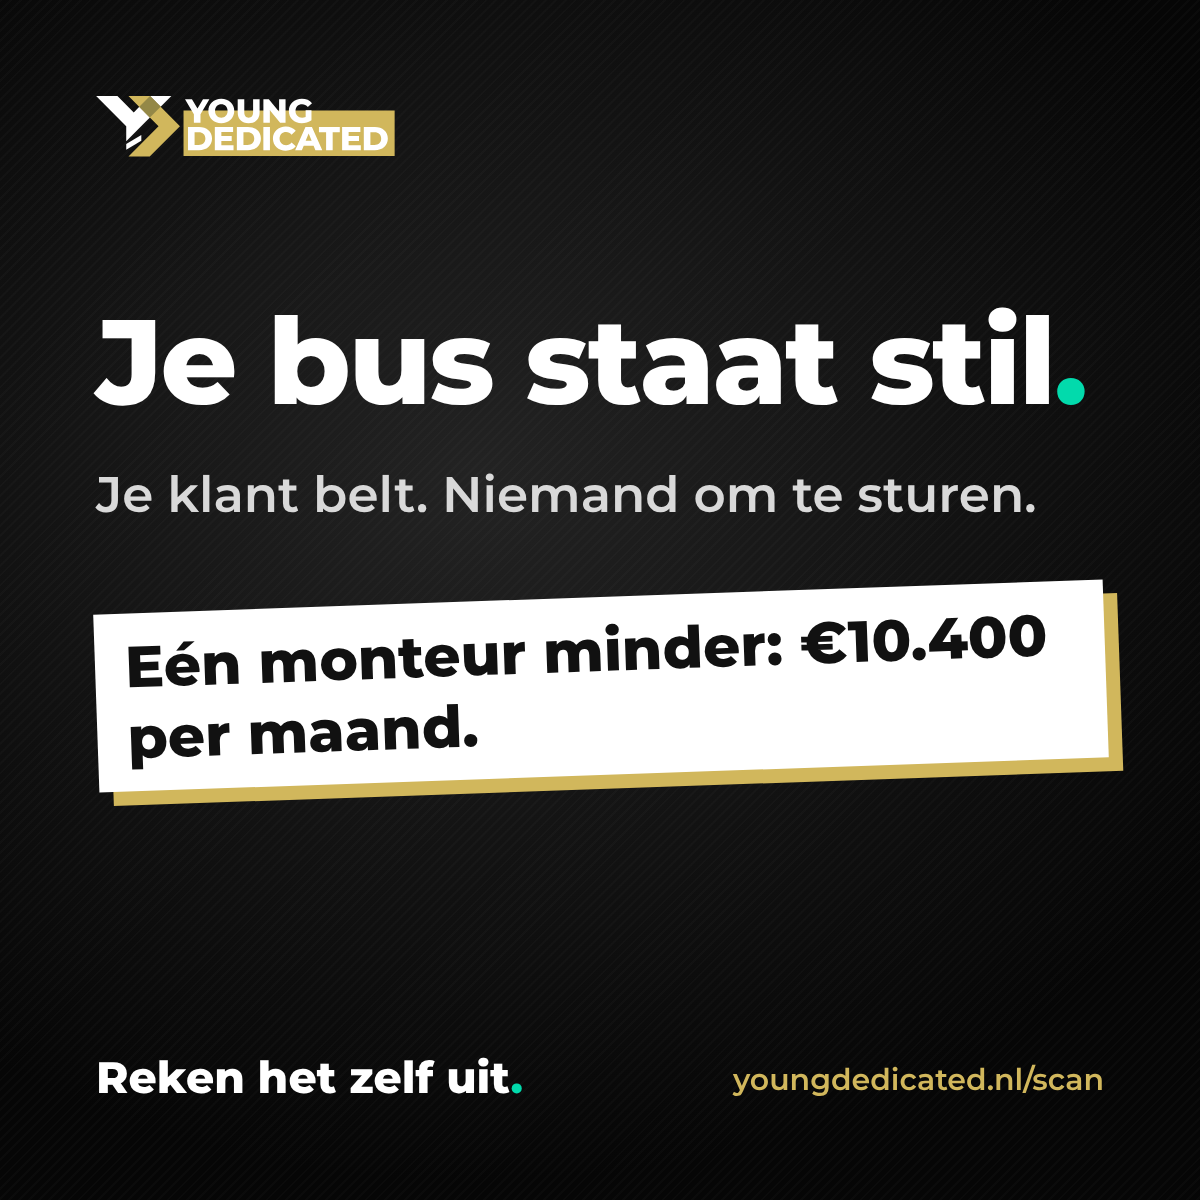 YOUNG
DEDICATED
Je bus staat stil.
Je klant belt. Niemand om te sturen.
Eén monteur minder: €10.400
per maand.
Reken het zelf uit.
youngdedicated.nl/scan